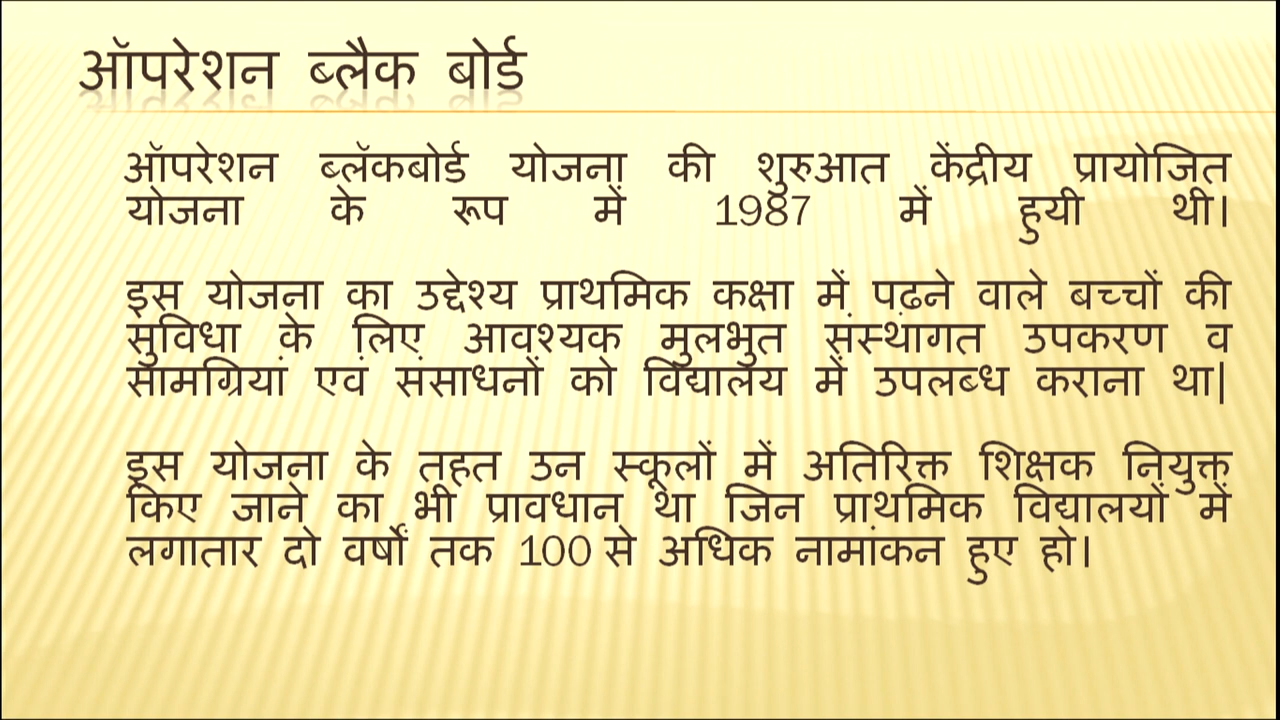 ऑपरेशन ब्लैक बोर्ड
ऑपरेशन ब्लॅकबोर्ड योजना की शुरुआत केंद्रीय प्रायोजित
योजना के रूप में 1987 में हुयी थी।
इस योजना का उद्देश्य प्राथमिक कक्षा में पढने वाले बच्चों की
सुविधा के लिए आवश्यक मुलभुत संस्थागत उपकरण व
सामग्रियां एवं संसाधनों को विद्यालय में उपलब्ध कराना था|
इस योजना के तहत उन स्कूलों में अतिरिक्त शिक्षक नियुक्त
किए जाने का भी प्रावधान था जिन प्राथमिक विद्यालयों में
लगातार दो वर्षों तक 100 से अधिक नामांकन हुए हो।